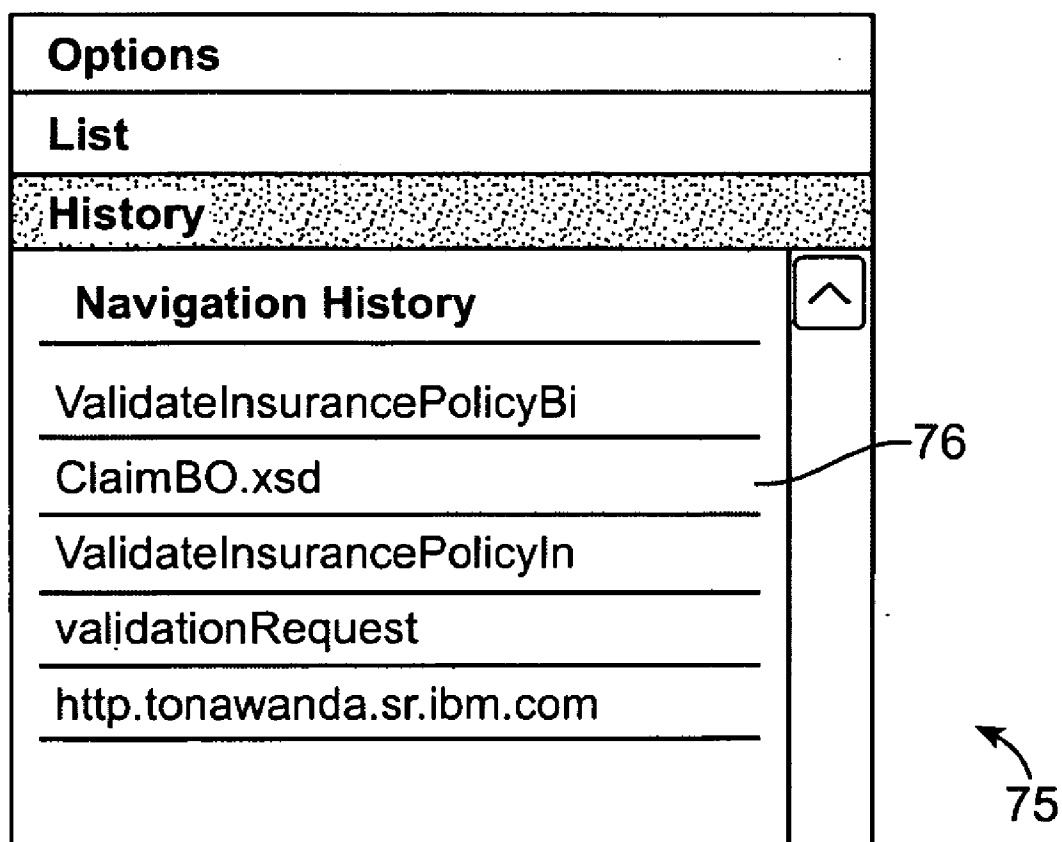 Options
List
History
Navigation History
ValidateInsurancePolicyBi
ClaimBO.xsd
76
ValidateInsurancePolicyIn
validationRequest
http.tonawanda.sr.ibm.com
75